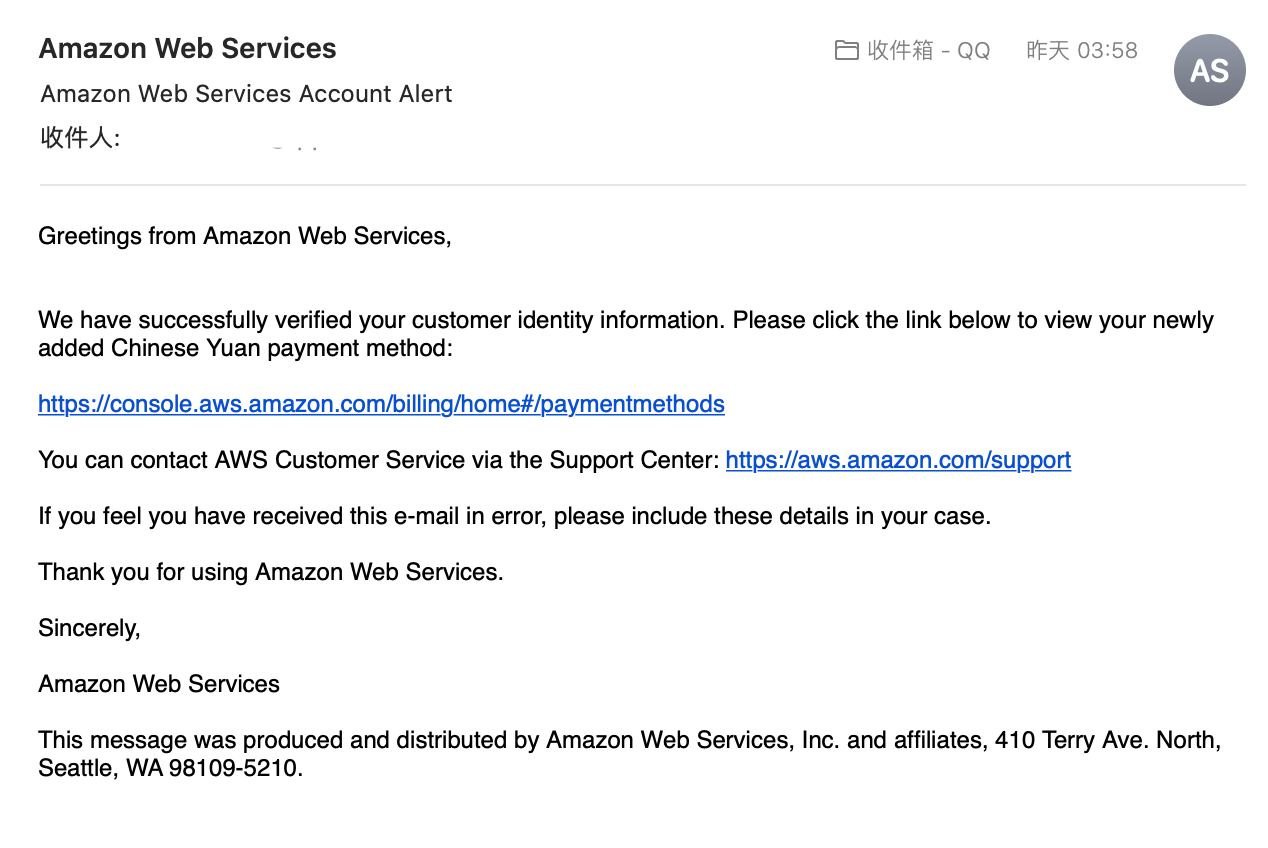 Amazon Web Services
收件箱 - QQ
昨天 03:58
AS
Amazon Web Services Account Alert
收件人:
Greetings from Amazon Web Services,
We have successfully verified your customer identity information. Please click the link below to view your newly
added Chinese Yuan payment method:
https://console.aws.amazon.com/billing/home#/paymentmethods
You can contact AWS Customer Service via the Support Center: https://aws.amazon.com/support
If you feel you have received this e-mail in error, please include these details in your case.
Thank you for using Amazon Web Services.
Sincerely,
Amazon Web Services
This message was produced and distributed by Amazon Web Services, Inc. and affiliates, 410 Terry Ave. North,
Seattle, WA 98109-5210.